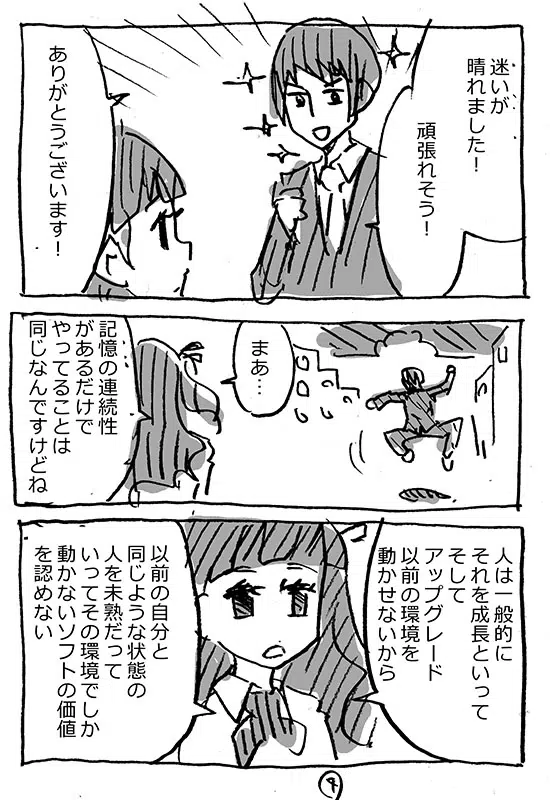 迷いが
晴れました！
頑張れそう！
ありがとうございます！
まあ…
記憶の連続性
があるだけで
やってることは
同じなんですけどね
人は一般的に
それを成長といって
そして
アップグレード
以前の環境を
動かせないから
以前の自分と
同じような状態の
人を未熟だって
いってその環境でしか
動かないソフトの価値
を認めない
4